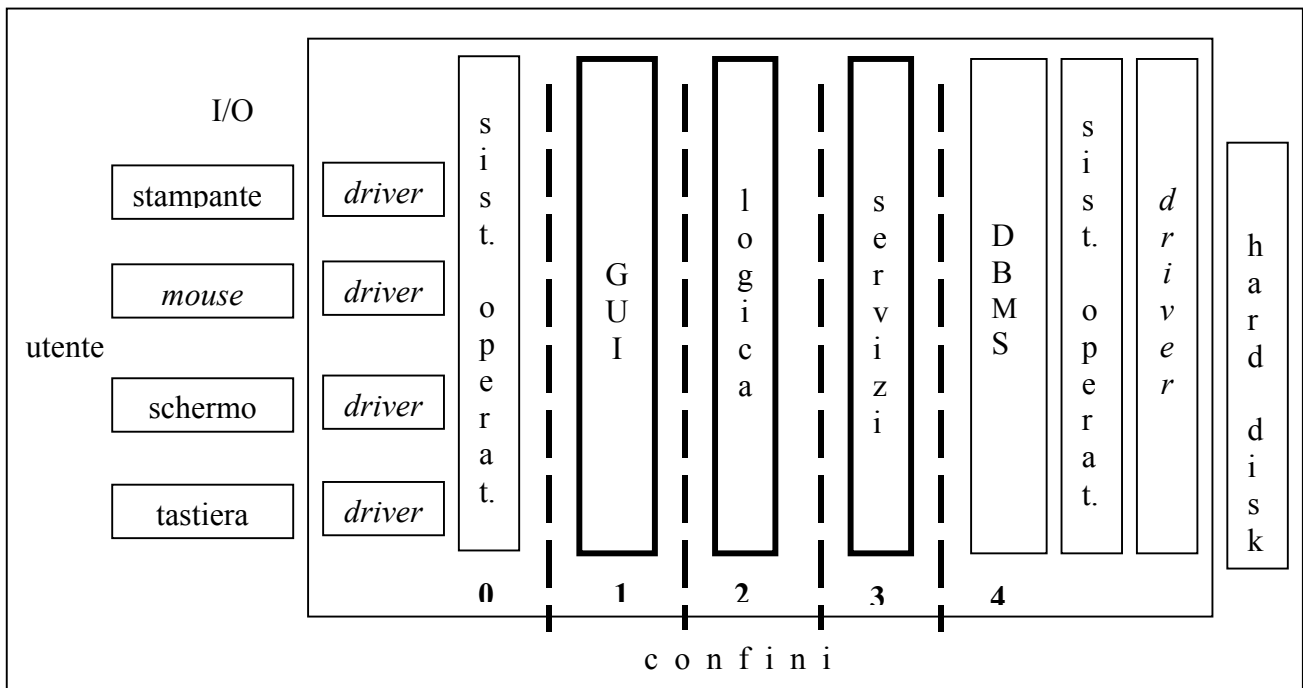 I/O
utente
stampante
mouse
schermo
tastiera
driver
driver
driver
driver
sist. operat.
GUI
logica
servizi
DBMS
sist. operat.
driver
hard disk
0
1
2
3
4
confini